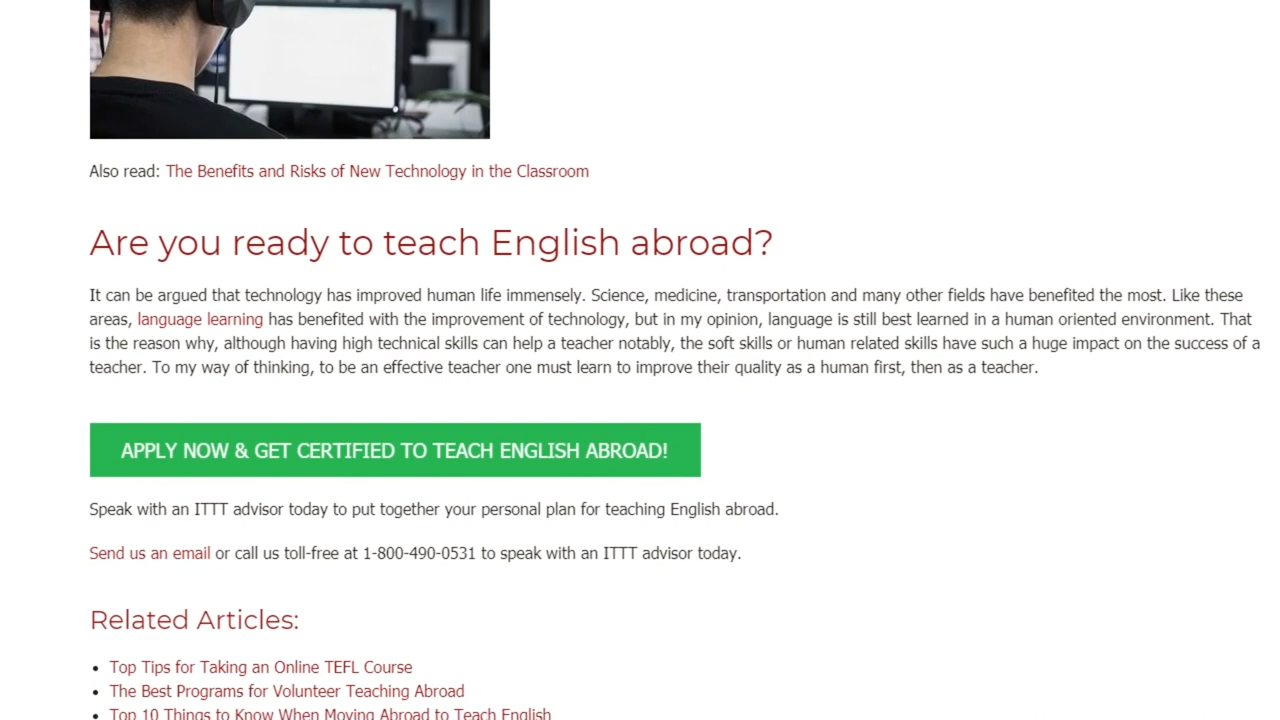 Also read: The Benefits and Risks of New Technology in the Classroom
Are you ready to teach English abroad?
It can be argued that technology has improved human life immensely. Science, medicine, transportation and many other fields have benefited the most. Like these
areas, language learning has benefited with the improvement of technology, but in my opinion, language is still best learned in a human oriented environment. That
is the reason why, although having high technical skills can help a teacher notably, the soft skills or human related skills have such a huge impact on the success of a
teacher. To my way of thinking, to be an effective teacher one must learn to improve their quality as a human first, then as a teacher.
APPLY NOW & GET CERTIFIED TO TEACH ENGLISH ABROAD!
Speak with an ITTT advisor today to put together your personal plan for teaching English abroad.
Send us an email or call us toll-free at 1-800-490-0531 to speak with an ITTT advisor today.
Related Articles:
Top Tips for Taking an Online TEFL Course
The Best Programs for Volunteer Teaching Abroad
Top 10 Things to Know When Moving Abroad to Teach English